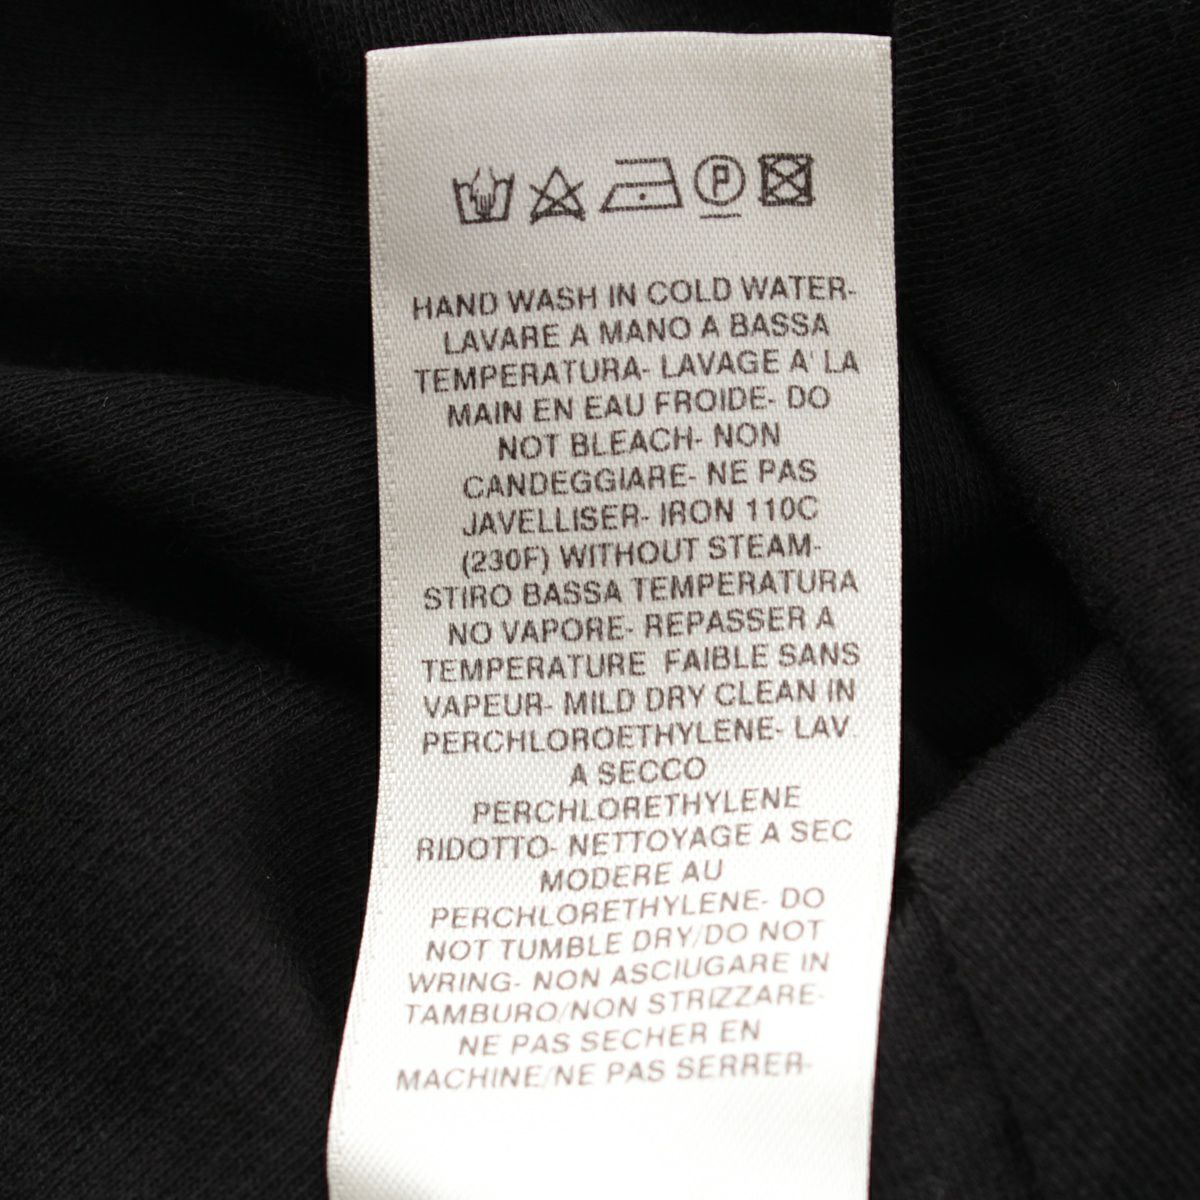 P
HAND WASH IN COLD WATER-
LAVARE A MANO A BASSA
TEMPERATURA- LAVAGE A' LA
MAIN EN EAU FROIDE- DO
NOT BLEACH- NON
CANDEGGIARE- NE PAS
JAVELLISER- IRON 110C
(230F) WITHOUT STEAM-
STIRO BASSA TEMPERATURA
NO VAPORE- REPASSER A
TEMPERATURE FAIBLE SANS
VAPEUR- MILD DRY CLEAN IN
PERCHLOROETHYLENE- LAV.
A SECCO
PERCHLORETHYLENE
RIDOTTO- NETTOYAGE A SEC
MODERE AU
PERCHLORETHYLENE- DO
NOT TUMBLE DRY/DO NOT
WRING- NON ASCIUGARE IN
TAMBURO/NON STRIZZARE-
NE PAS SECHER EN
MACHINE/NE PAS SERRER-